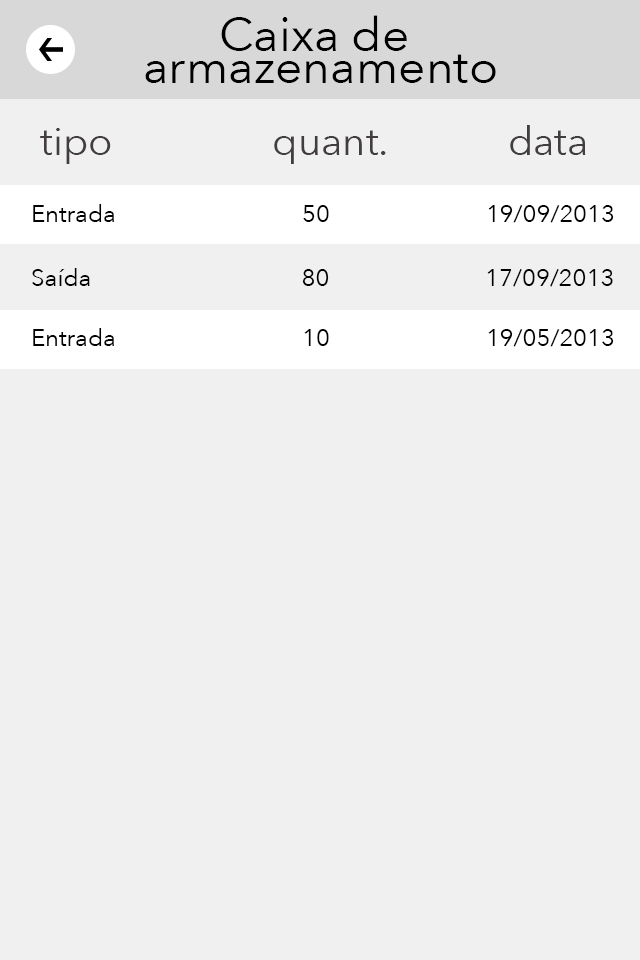 Caixa de
armazenamento
tipo quant. data
Entrada 50 19/09/2013
Saída 80 17/09/2013
Entrada 10 19/05/2013